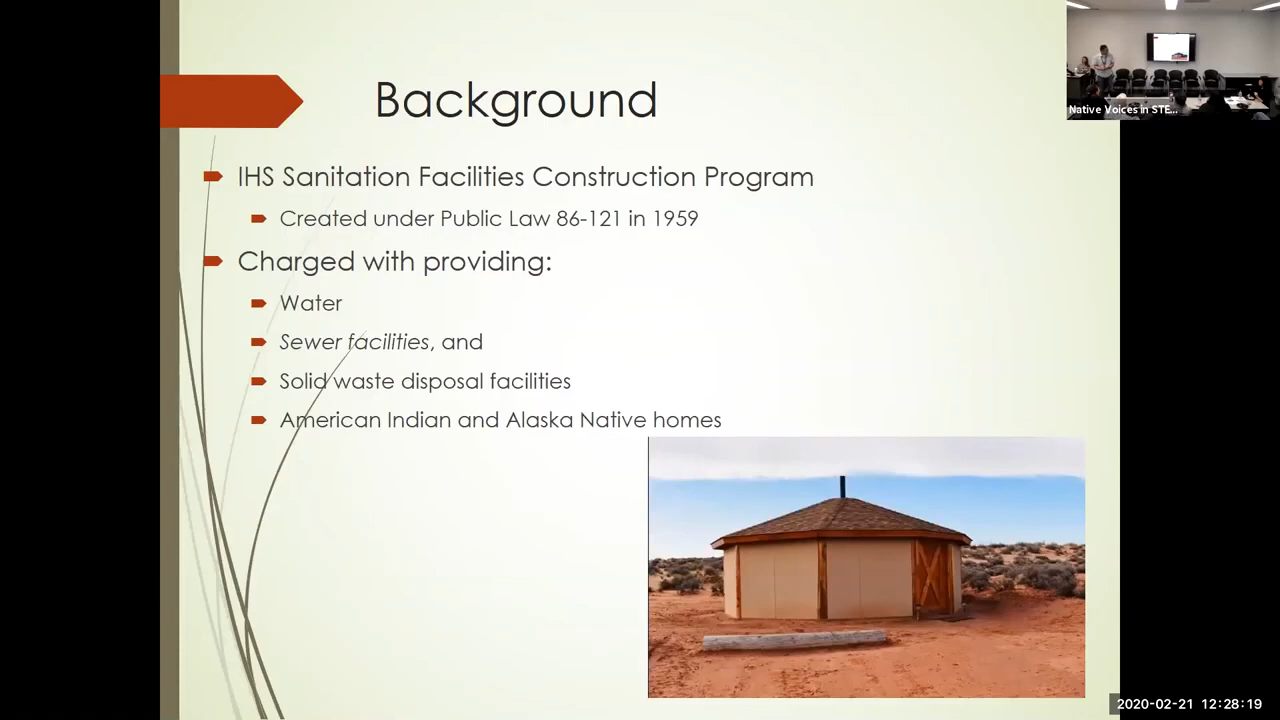 Background
IHS Sanitation Facilities Construction Program
Created under Public Law 86-121 in 1959
Charged with providing:
Water
Sewer facilities, and
Solid waste disposal facilities
American Indian and Alaska Native homes
Native Voices in STE...
2020-02-21 12:28:19